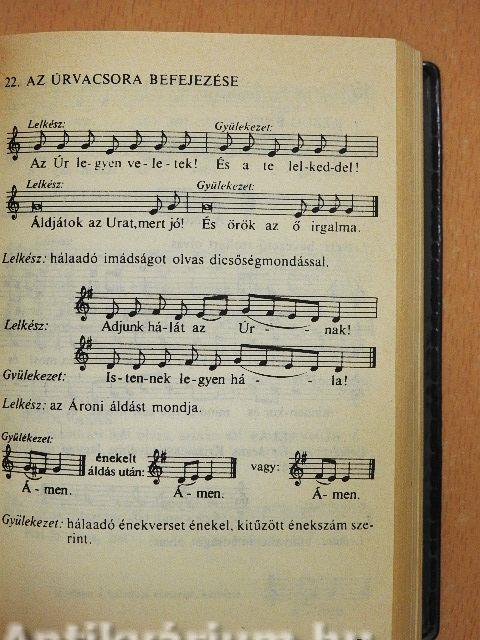 22. AZ ÚRVACSORA BEFEJEZÉSE
Lelkész: Gyülekezet:
Az Úr le-gyen ve-le-tek! És a te lel-ked-del!
Lelkész: Gyülekezet:
Áldjátok az Urat, mert jó! És örök az ő irgalma.
Lelkész: hálaadó imádságot olvas dicsőségmondással.
Lelkész: Adjunk há-lát az Úr- - nak!
Gyülekezet: Is-ten-nek le-gyen há - - la!
Lelkész: az Ároni áldást mondja.
Gyülekezet: énekelt áldás után: vagy:
Á - men. Á - men. Á - men.
Gyülekezet: hálaadó énekverset énekel, kitűzött énekszám sze-
rint.
Antikvárium.hu